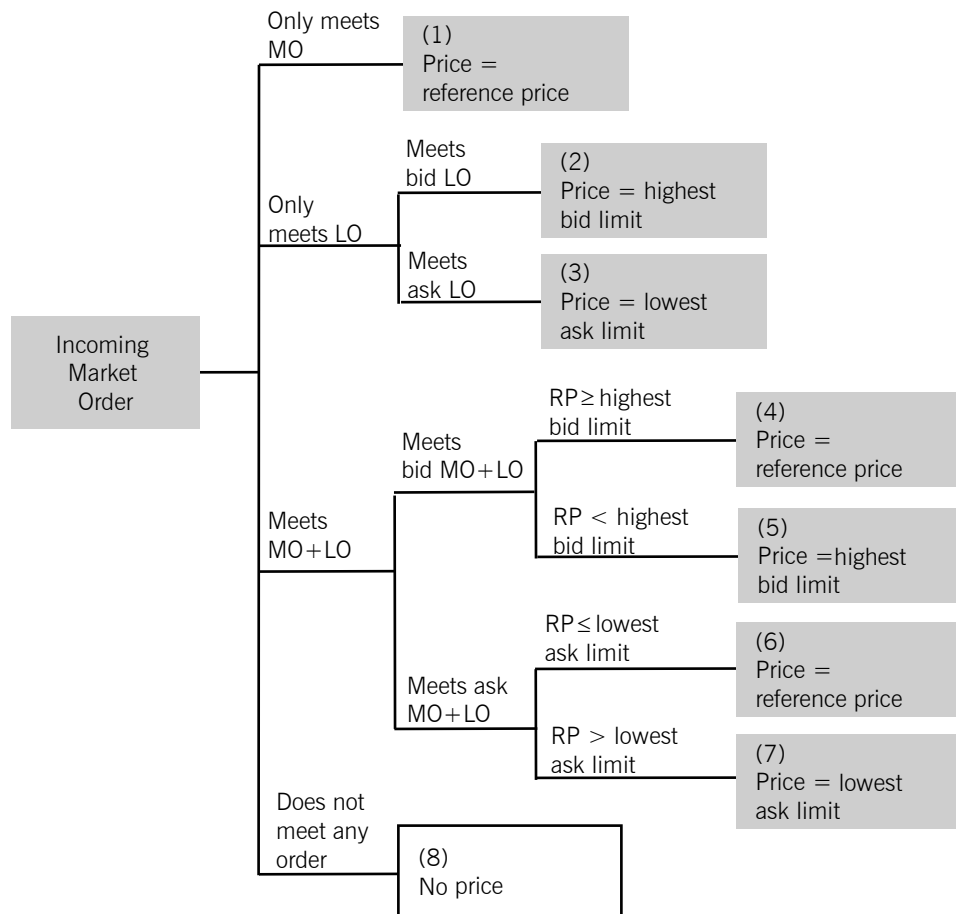 Only meets
MO
(1)
Price =
reference price
Only
meets LO
Meets
bid LO
(2)
Price = highest
bid limit
Meets
ask LO
(3)
Price = lowest
ask limit
Incoming
Market
Order
Meets
MO+LO
Meets
bid MO+LO
RP≥highest
bid limit
(4)
Price =
reference price
RP < highest
bid limit
(5)
Price =highest
bid limit
Meets ask
MO+LO
RP≤lowest
ask limit
(6)
Price =
reference price
RP > lowest
ask limit
(7)
Price = lowest
ask limit
Does not
meet any
order
(8)
No price